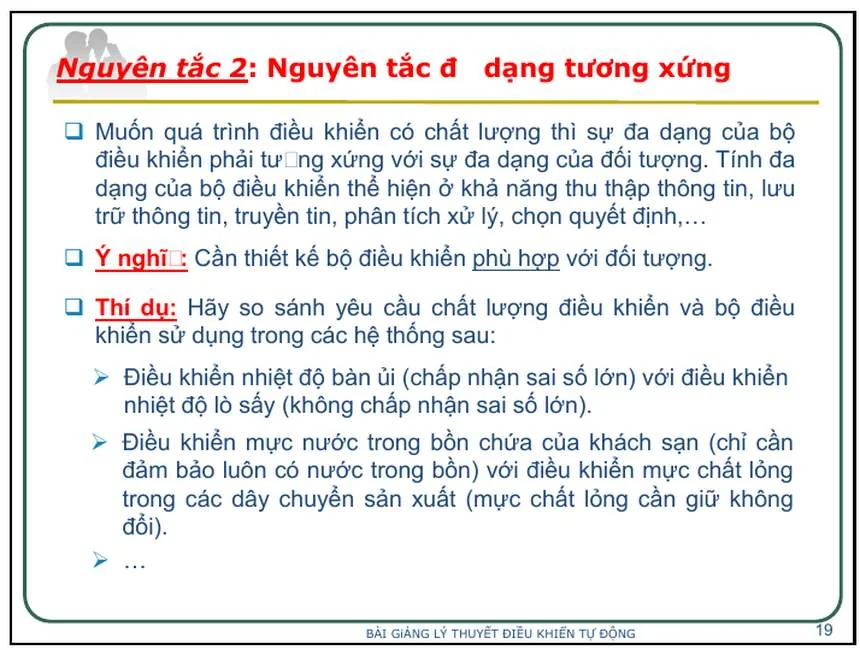 Nguyên tắc 2: Nguyên tắc đ dạng tương xứng
❑ Muốn quá trình điều khiển có chất lượng thì sự đa dạng của bộ
điều khiển phải tư□ng xứng với sự đa dạng của đối tượng. Tính đa
dạng của bộ điều khiển thể hiện ở khả năng thu thập thông tin, lưu
trữ thông tin, truyền tin, phân tích xử lý, chọn quyết định,…
❑ Ý nghĩ□: Cần thiết kế bộ điều khiển phù hợp với đối tượng.
❑ Thí dụ: Hãy so sánh yêu cầu chất lượng điều khiển và bộ điều
khiển sử dụng trong các hệ thống sau:
➢ Điều khiển nhiệt độ bàn ủi (chấp nhận sai số lớn) với điều khiển
nhiệt độ lò sấy (không chấp nhận sai số lớn).
➢ Điều khiển mực nước trong bồn chứa của khách sạn (chỉ cần
đảm bảo luôn có nước trong bồn) với điều khiển mực chất lỏng
trong các dây chuyển sản xuất (mực chất lỏng cần giữ không
đổi).
➢ …
BÀI GiẢNG LÝ THUYẾT ĐIỀU KHIỂN TỰ ĐỘNG
19